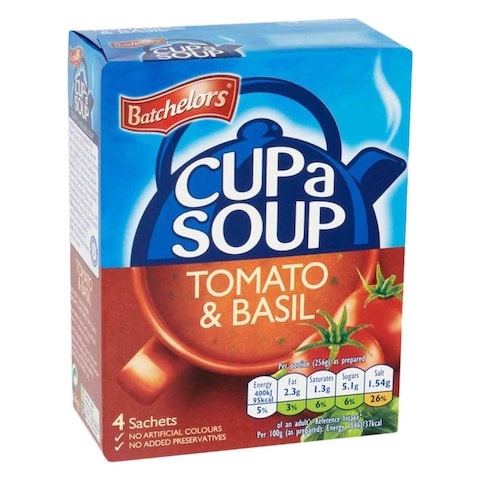 Batchelors
CUPa
SOUP
TOMATO
& BASIL
Per portion (256g) as prepared
Energy
400kJ
95kcal
5%
Fat
2.3g
3%
Saturates
1.3g
6%
Sugars
5.1g
6%
Salt
1.54g
26%
of an adult's Reference Intake*
Per 100g (as prepared): Energy /37kcal
4 Sachets
✓ NO ARTIFICIAL COLOURS
✓ NO ADDED PRESERVATIVES